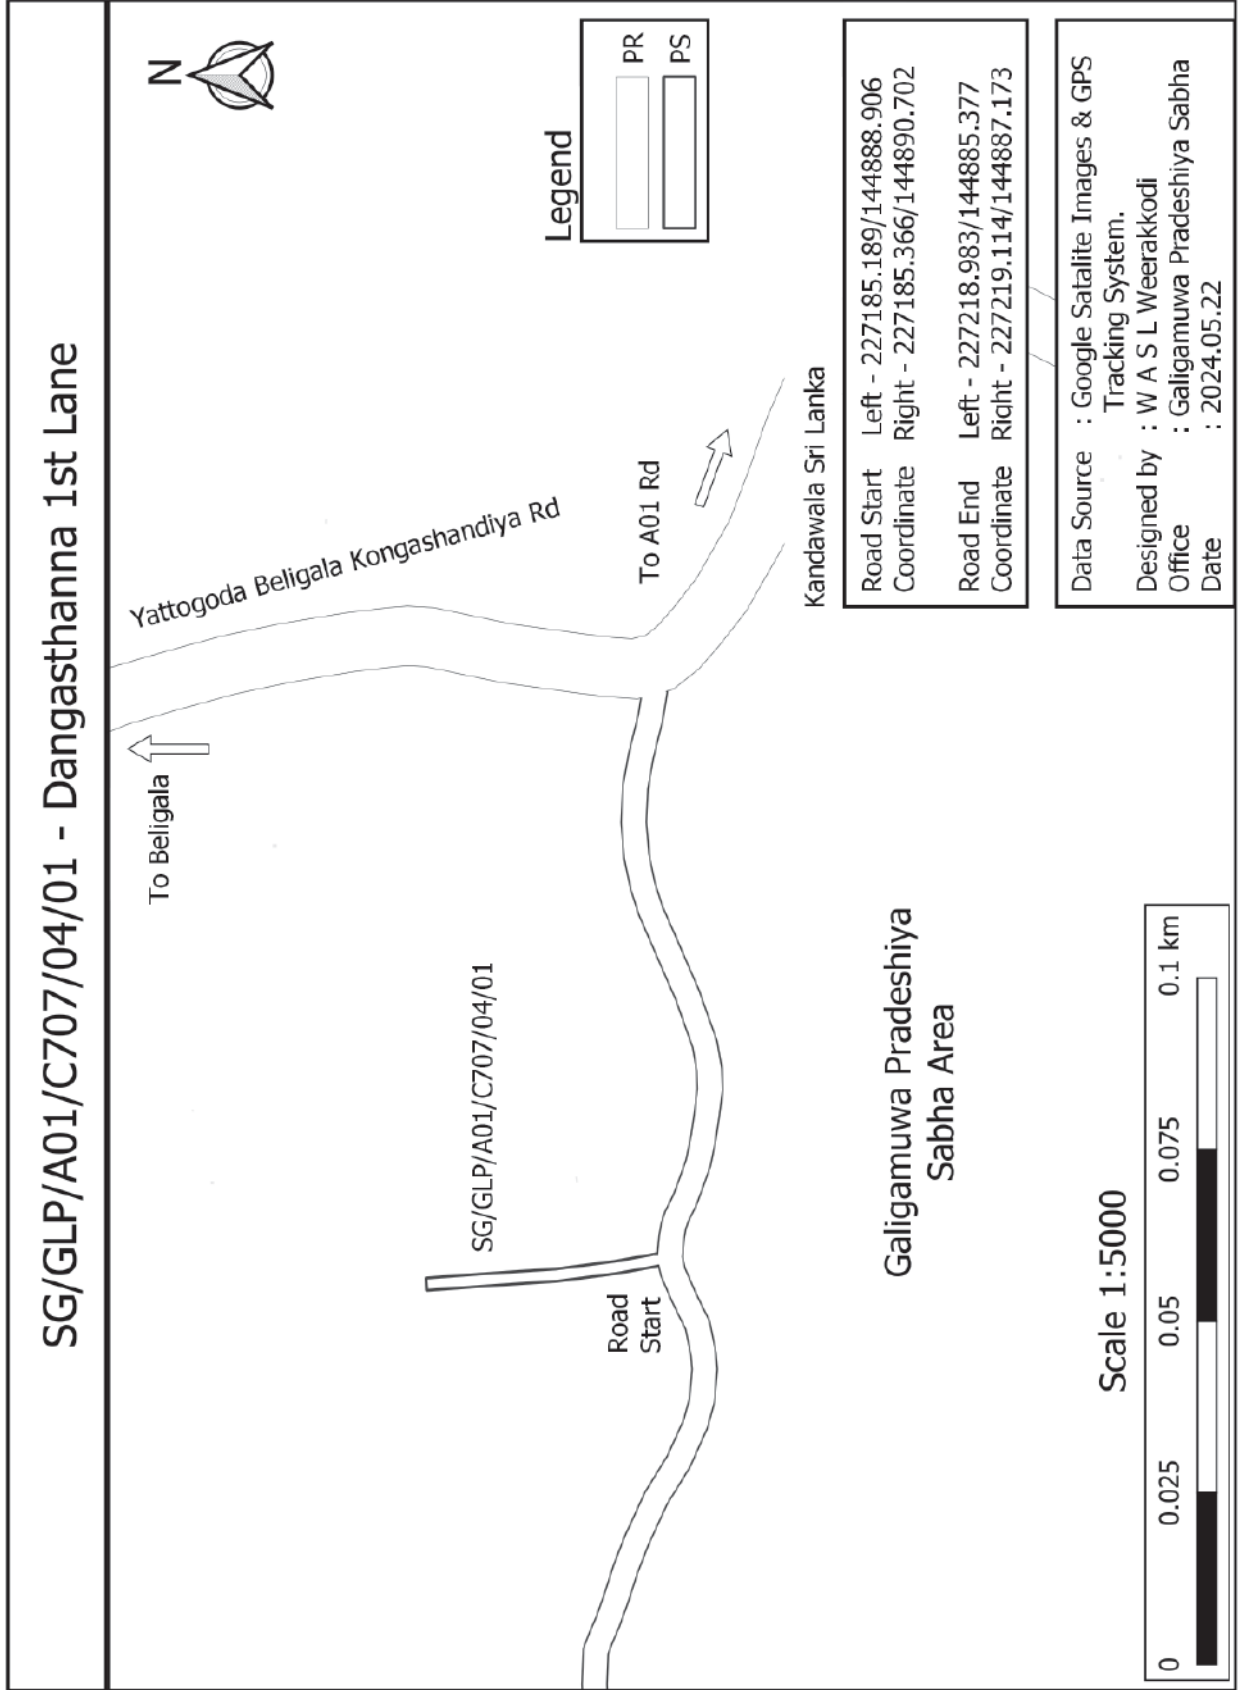 SG/GLP/A01/C707/04/01 - Dangasthanna 1st Lane
N
To Beligala
Yattogoda Beligala Kongashandiya Rd
Legend
PR
PS
SG/GLP/A01/C707/04/01
Road
Start
To A01 Rd
Kandawala Sri Lanka
Galigamuwa Pradeshiya
Sabha Area
Road Start Left - 227185.189/144888.906
Coordinate Right - 227185.366/144890.702
Road End Left - 227218.983/144885.377
Coordinate Right - 227219.114/144887.173
Data Source : Google Satalite Images & GPS
Tracking System.
Designed by : W A S L Weerakkodi
Office : Galigamuwa Pradeshiya Sabha
Date : 2024.05.22
Scale 1:5000
0 0.025 0.05 0.075 0.1 km